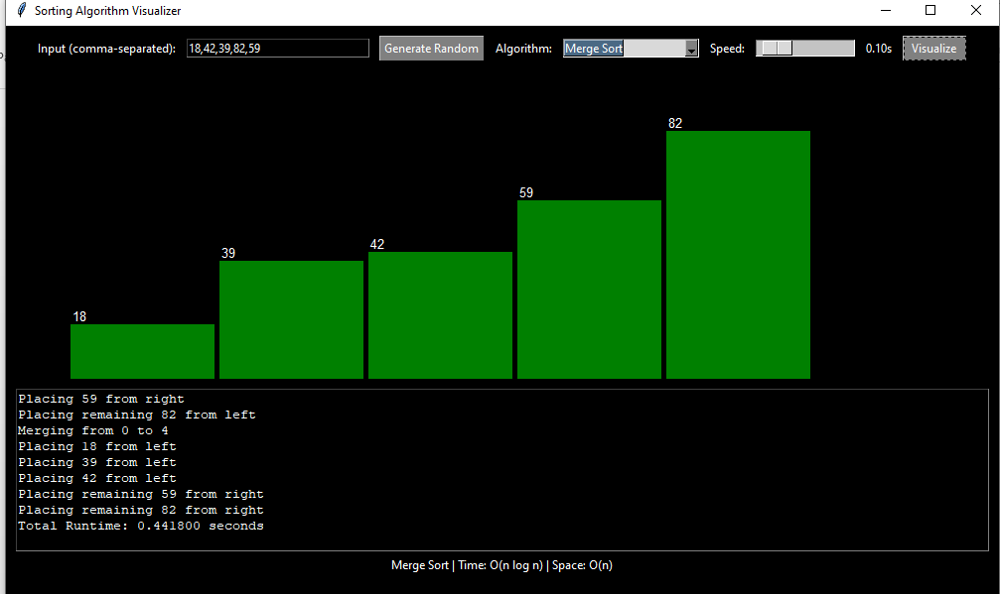 Sorting Algorithm Visualizer
Input (comma-separated): 18,42,39,82,59 Generate Random Algorithm: Merge Sort Speed: 0.10s Visualize
82
59
42
39
18
Placing 59 from right
Placing remaining 82 from left
Merging from 0 to 4
Placing 18 from left
Placing 39 from left
Placing 42 from left
Placing remaining 59 from right
Placing remaining 82 from right
Total Runtime: 0.441800 seconds
Merge Sort | Time: O(n log n) | Space: O(n)